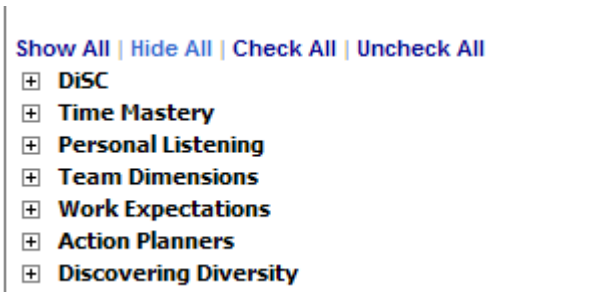 Show All | Hide All | Check All | Uncheck All
DiSC
Time Mastery
Personal Listening
Team Dimensions
Work Expectations
Action Planners
Discovering Diversity